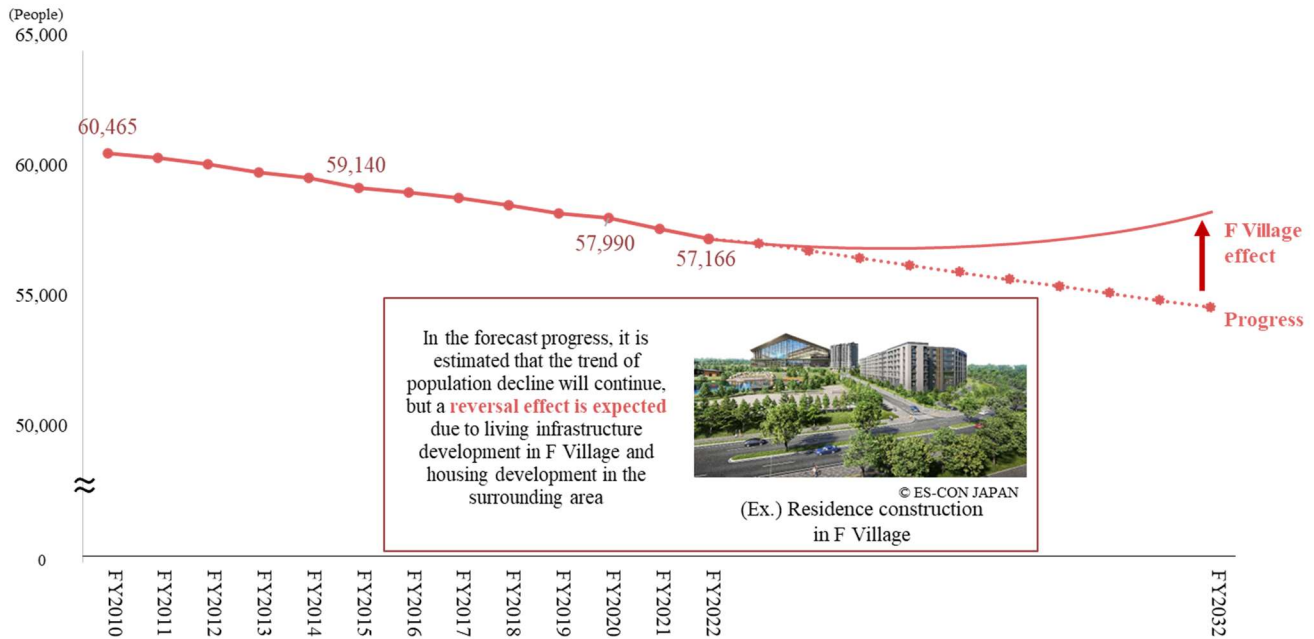 (People)
65,000
60,465
60,000
59,140
57,990
57,166
F Village
effect
55,000
Progress
In the forecast progress, it is
estimated that the trend of
population decline will continue,
but a reversal effect is expected
due to living infrastructure
development in F Village and
housing development in the
surrounding area
© ES-CON JAPAN
(Ex.) Residence construction
in F Village
50,000
≈
0
FY2010
FY2011
FY2012
FY2013
FY2014
FY2015
FY2016
FY2017
FY2018
FY2019
FY2020
FY2021
FY2022
FY2032